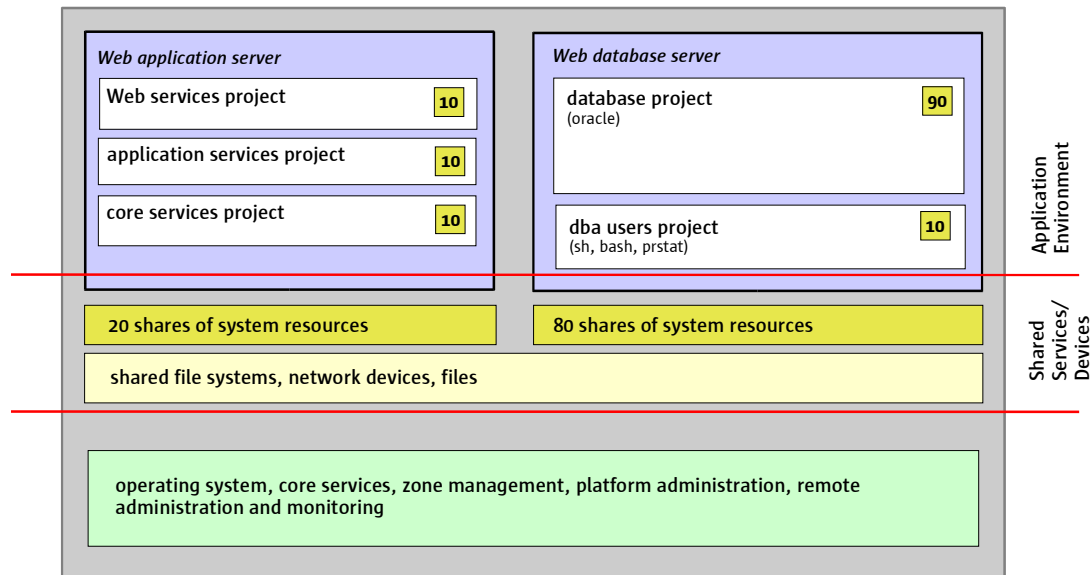 Web application server
Web services project
10
application services project
10
core services project
10
Web database server
database project
90
(oracle)
dba users project
10
(sh, bash, prstat)
Application
Environment
20 shares of system resources
80 shares of system resources
shared file systems, network devices, files
Shared
Services/
Devices
operating system, core services, zone management, platform administration, remote
administration and monitoring